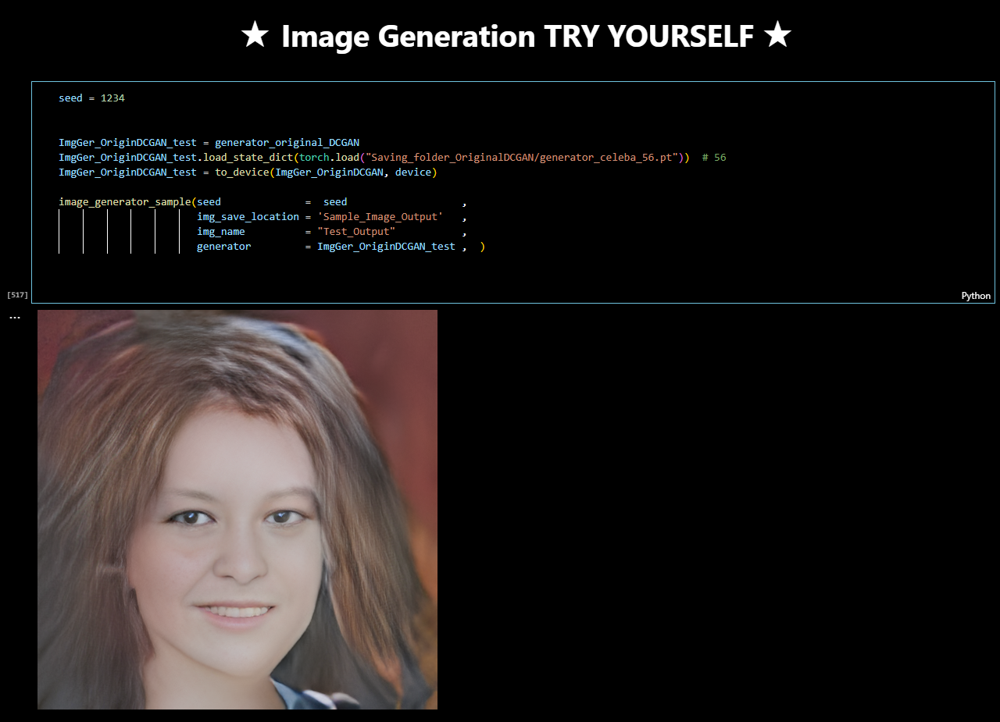 ★ Image Generation TRY YOURSELF ★
seed = 1234
ImgGer_OriginDCGAN_test = generator_original_DCGAN
ImgGer_OriginDCGAN_test.load_state_dict(torch.load("Saving_folder_OriginalDCGAN/generator_celeba_56.pt"))  # 56
ImgGer_OriginDCGAN_test = to_device(ImgGer_OriginDCGAN, device)
image_generator_sample(seed              =  seed                   ,
                       img_save_location = 'Sample_Image_Output'   ,
                       img_name          = "Test_Output"           ,
                       generator         = ImgGer_OriginDCGAN_test ,  )
[517]
Python
...